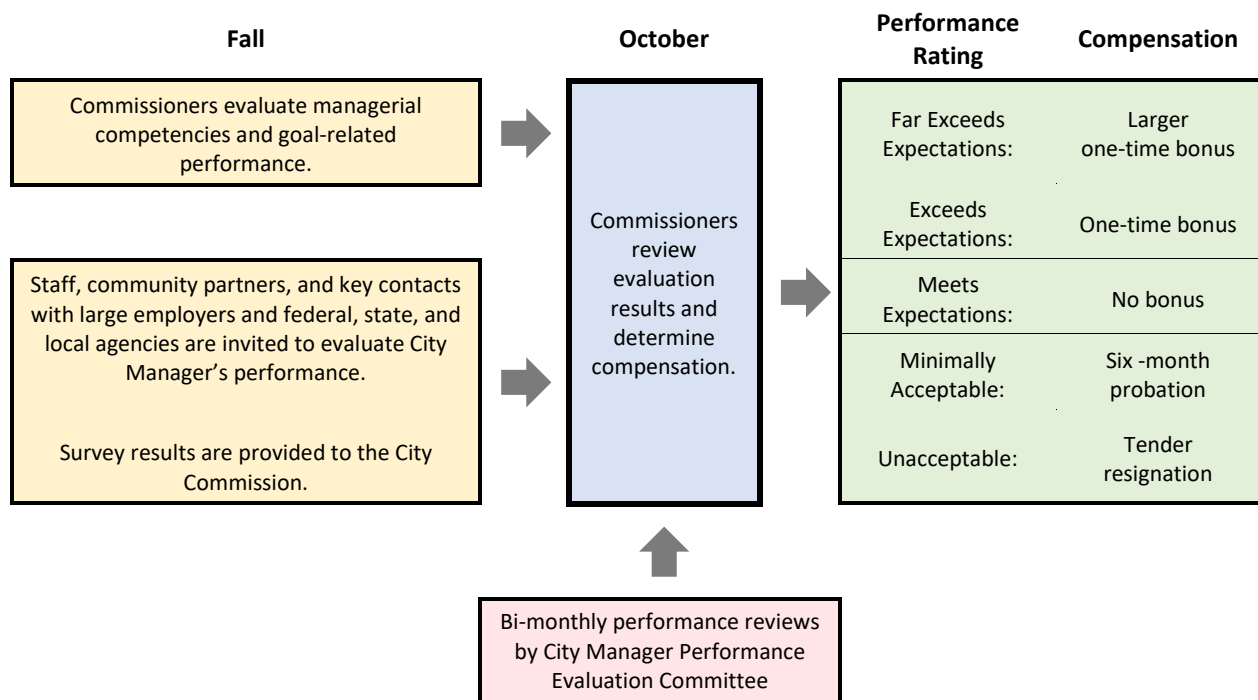 Fall
October
Performance
Rating
Compensation
Commissioners evaluate managerial
competencies and goal-related
performance.
Staff, community partners, and key contacts
with large employers and federal, state, and
local agencies are invited to evaluate City
Manager’s performance.
Survey results are provided to the City
Commission.
Commissioners
review
evaluation
results and
determine
compensation.
Far Exceeds
Expectations:
Larger
one-time bonus
Exceeds
Expectations:
One-time bonus
Meets
Expectations:
No bonus
Minimally
Acceptable:
Six -month
probation
Unacceptable:
Tender
resignation
Bi-monthly performance reviews
by City Manager Performance
Evaluation Committee